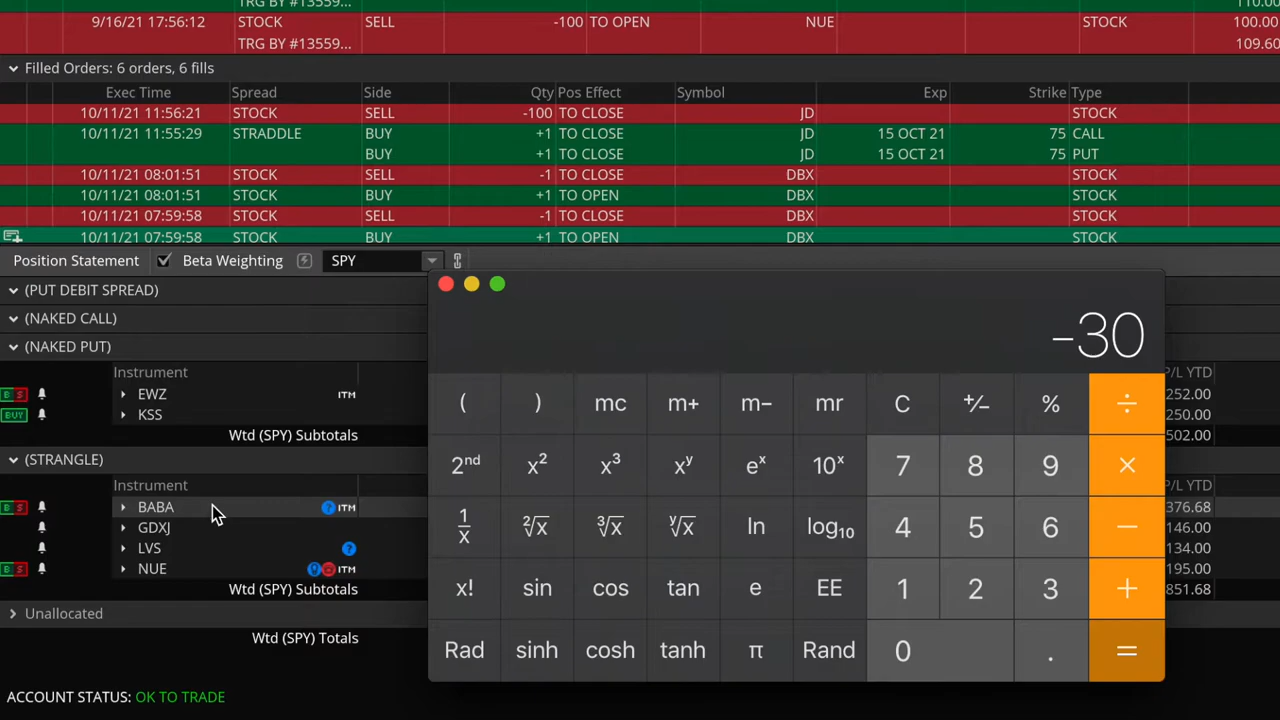 TRG BY #13559...
110.00
9/16/21 17:56:12 STOCK SELL -100 TO OPEN NUE STOCK 100.00
TRG BY #13559... 109.60
Filled Orders: 6 orders, 6 fills
Exec Time Spread Side Qty Pos Effect Symbol Exp Strike Type
10/11/21 11:56:21 STOCK SELL -100 TO CLOSE JD STOCK
10/11/21 11:55:29 STRADDLE BUY +1 TO CLOSE JD 15 OCT 21 75 CALL
BUY +1 TO CLOSE JD 15 OCT 21 75 PUT
10/11/21 08:01:51 STOCK SELL -1 TO CLOSE DBX STOCK
10/11/21 08:01:51 STOCK BUY +1 TO OPEN DBX STOCK
10/11/21 07:59:58 STOCK SELL -1 TO CLOSE DBX STOCK
10/11/21 07:59:58 STOCK BUY +1 TO OPEN DBX STOCK
Position Statement Beta Weighting SPY
(PUT DEBIT SPREAD)
(NAKED CALL)
(NAKED PUT)
Instrument P/L YTD
B S EWZ ITM 252.00
BUY KSS 250.00
Wtd (SPY) Subtotals 502.00
(STRANGLE)
Instrument P/L YTD
B S BABA ? ITM 376.68
GDXJ 146.00
LVS ? 134.00
B S NUE ITM 195.00
Wtd (SPY) Subtotals 851.68
Unallocated
Wtd (SPY) Totals
ACCOUNT STATUS: OK TO TRADE
-30
( ) mc m+ m- mr C +/- % ÷
2nd x² x³ xʸ eˣ 10ˣ 7 8 9 ×
1/x ²√x ³√x ʸ√x ln log₁₀ 4 5 6 −
x! sin cos tan e EE 1 2 3 +
Rad sinh cosh tanh π Rand 0 . =